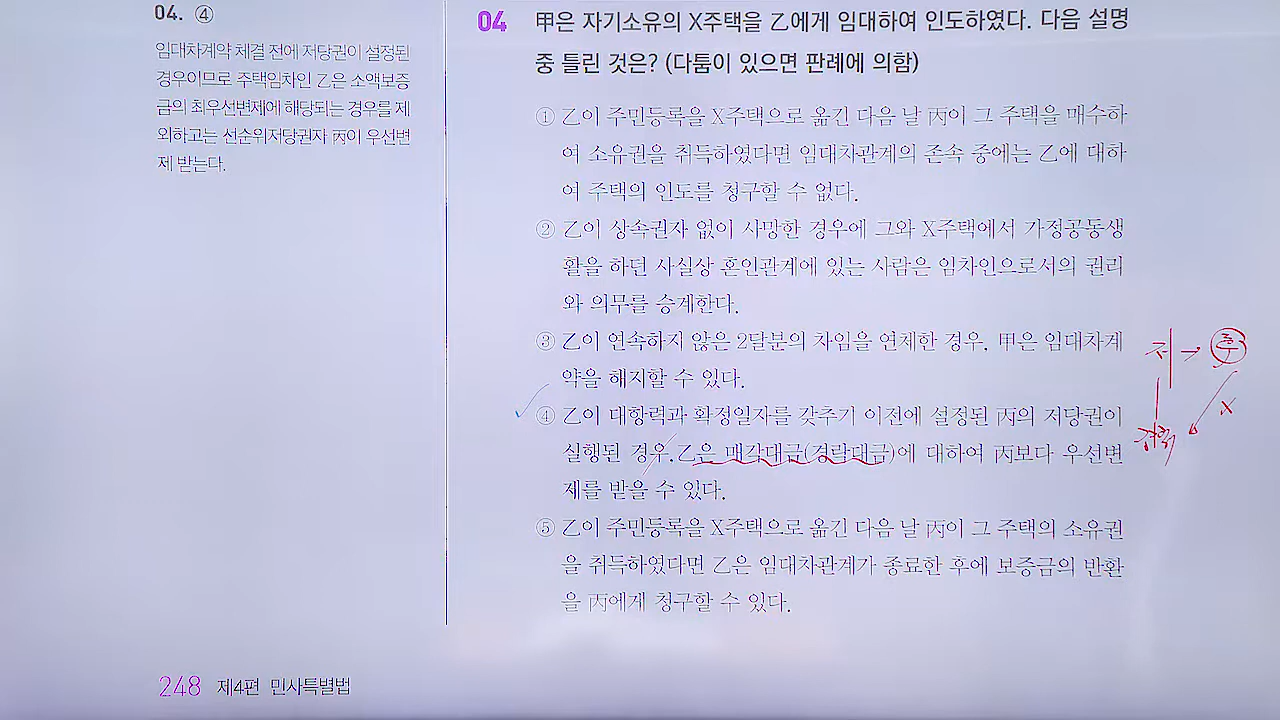 04. ④
임대차계약 체결 전에 저당권이 설정된
경우이므로 주택임차인 乙은 소액보증
금의 최우선변제에 해당되는 경우를 제
외하고는 선순위저당권자 丙이 우선변
제 받는다.
04 甲은 자기소유의 X주택을 乙에게 임대하여 인도하였다. 다음 설명
중 틀린 것은? (다툼이 있으면 판례에 의함)
① 乙이 주민등록을 X주택으로 옮긴 다음 날 丙이 그 주택을 매수하
여 소유권을 취득하였다면 임대차관계의 존속 중에는 乙에 대하
여 주택의 인도를 청구할 수 없다.
② 乙이 상속권자 없이 사망한 경우에 그와 X주택에서 가정공동생
활을 하던 사실상 혼인관계에 있는 사람은 임차인으로서의 권리
와 의무를 승계한다.
③ 乙이 연속하지 않은 2달분의 차임을 연체한 경우, 甲은 임대차계
약을 해지할 수 있다.
④ 乙이 대항력과 확정일자를 갖추기 이전에 설정된 丙의 저당권이
실행된 경우, 乙은 매각대금(경락대금)에 대하여 丙보다 우선변
제를 받을 수 있다.
⑤ 乙이 주민등록을 X주택으로 옮긴 다음 날 丙이 그 주택의 소유권
을 취득하였다면 乙은 임대차관계가 종료한 후에 보증금의 반환
을 丙에게 청구할 수 있다.
248 제4편 민사특별법